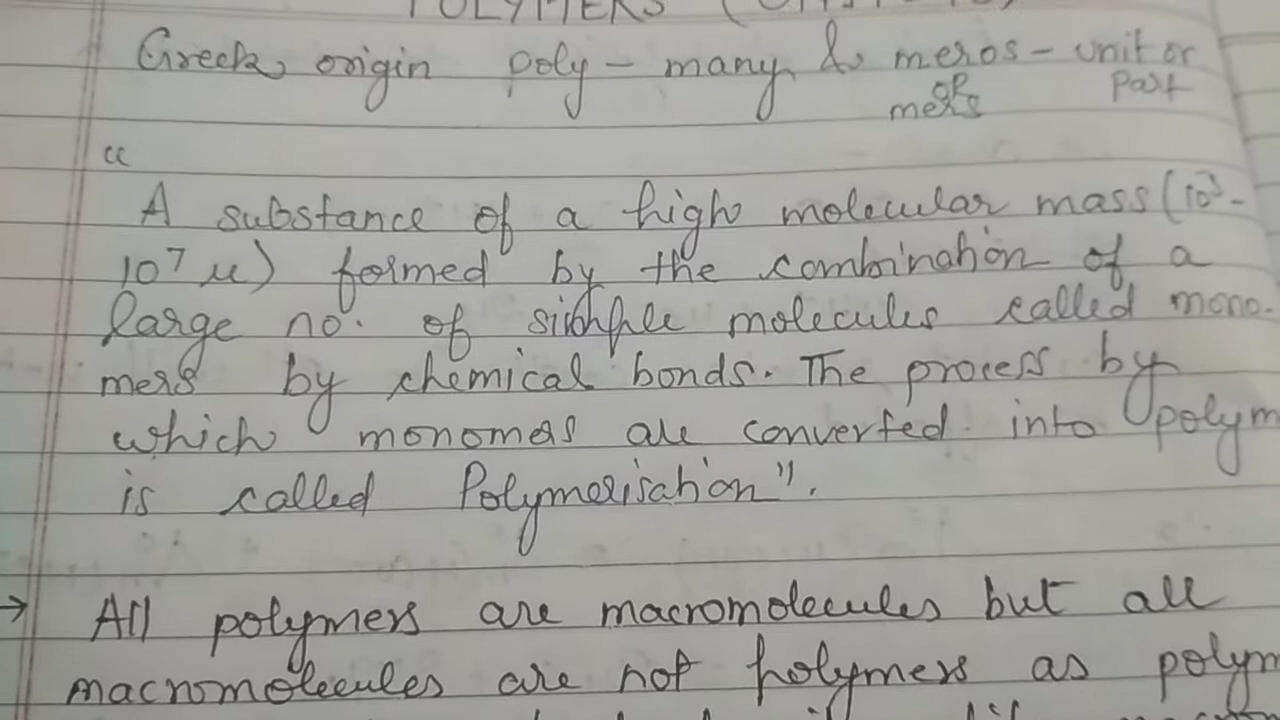 POLYMERS
Greek origin poly - many & meros - unit or
or part
mers
"
A substance of a high molecular mass (10³-
10⁷ u) formed by the combination of a
large no. of simple molecules called mono-
mers by chemical bonds. The process by
which monomers are converted into polym
is called Polymerisation".
→ All polymers are macromolecules but all
macromolecules are not polymers as polym